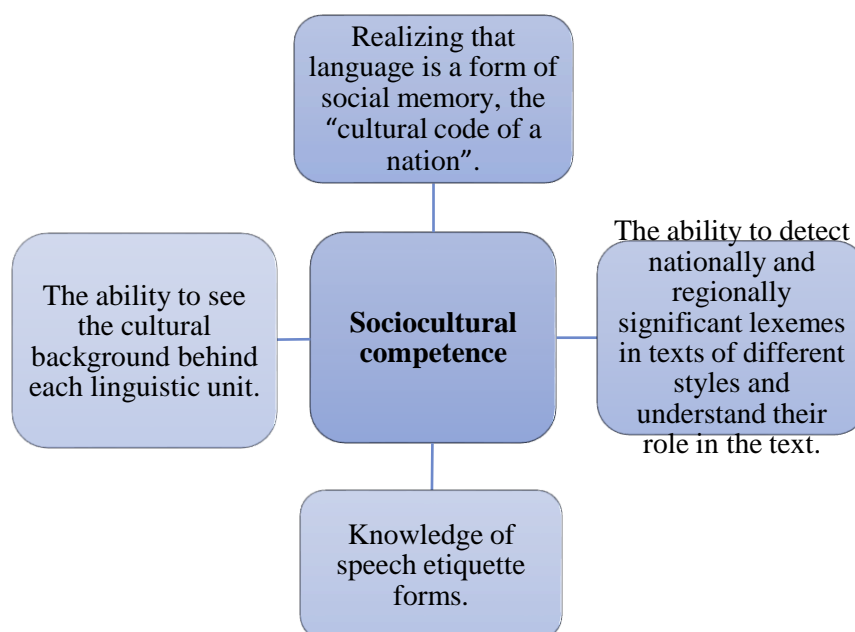 Realizing that
language is a form of
social memory, the
“cultural code of a
nation”.
The ability to see
the cultural
background behind
each linguistic unit.
Sociocultural
competence
The ability to detect
nationally and
regionally
significant lexemes
in texts of different
styles and
understand their
role in the text.
Knowledge of
speech etiquette
forms.